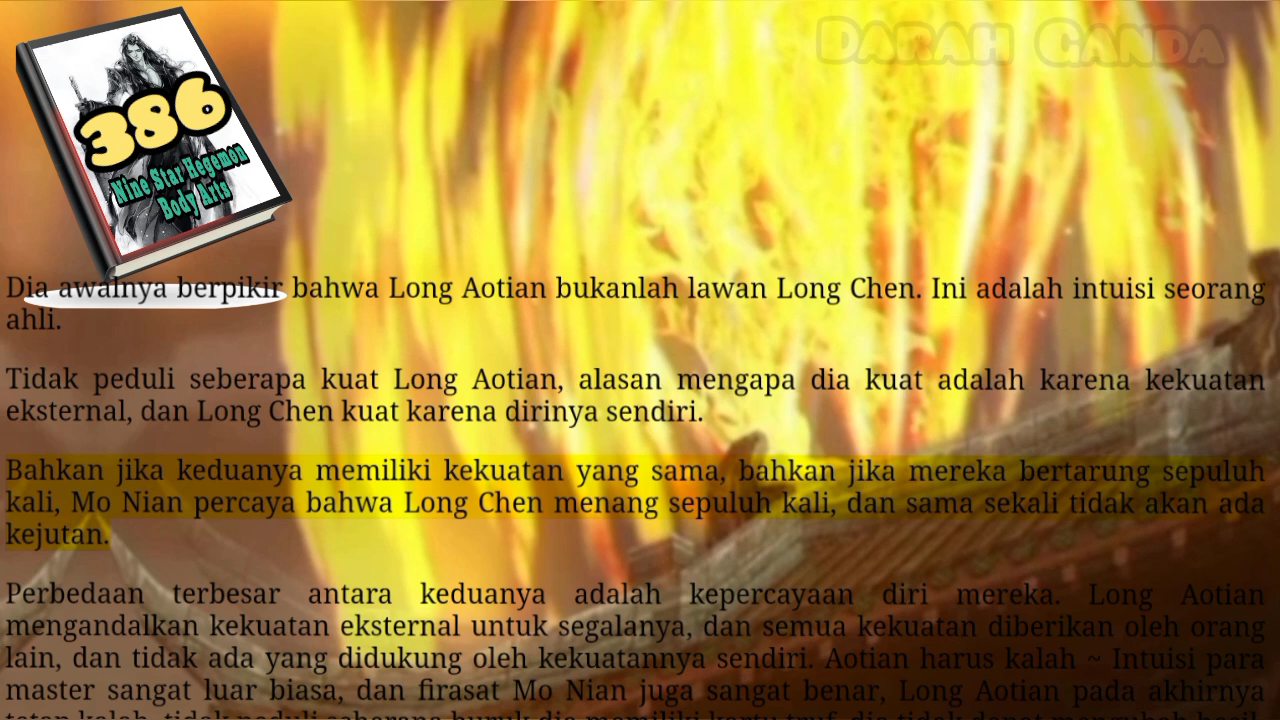 Darah Ganda
386
Nine Star Hegemon
Body Arts
Dia awalnya berpikir bahwa Long Aotian bukanlah lawan Long Chen. Ini adalah intuisi seorang
ahli.
Tidak peduli seberapa kuat Long Aotian, alasan mengapa dia kuat adalah karena kekuatan
eksternal, dan Long Chen kuat karena dirinya sendiri.
Bahkan jika keduanya memiliki kekuatan yang sama, bahkan jika mereka bertarung sepuluh
kali, Mo Nian percaya bahwa Long Chen menang sepuluh kali, dan sama sekali tidak akan ada
kejutan.
Perbedaan terbesar antara keduanya adalah kepercayaan diri mereka. Long Aotian
mengandalkan kekuatan eksternal untuk segalanya, dan semua kekuatan diberikan oleh orang
lain, dan tidak ada yang didukung oleh kekuatannya sendiri. Aotian harus kalah ~ Intuisi para
master sangat luar biasa, dan firasat Mo Nian juga sangat benar, Long Aotian pada akhirnya